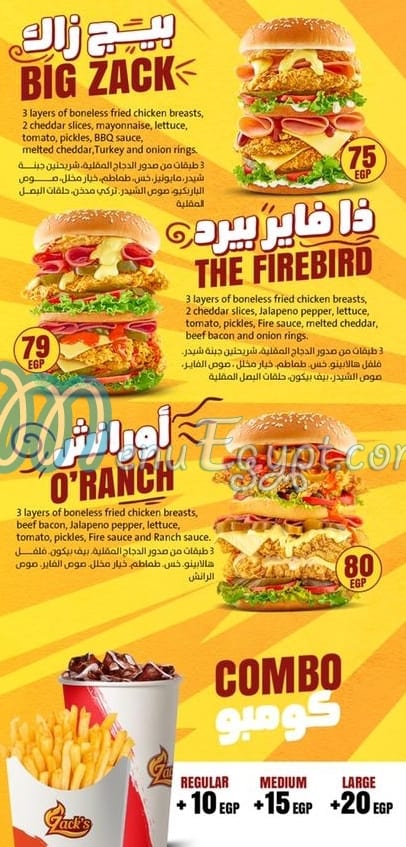 بيج زاك
BIG ZACK
3 layers of boneless fried chicken breasts,
2 cheddar slices, mayonnaise, lettuce,
tomato, pickles, BBQ sauce,
melted cheddar,Turkey and onion rings.
3 طبقات من صدور الدجاج المقلية، شريحتين جبنة
شيدر، مايونيز، خس، طماطم، خيار مخلل، صوص
الباربكيو، صوص الشيدر، تركي مدخن، حلقات البصل
المقلية
75
EGP
ذا فاير بيرد
THE FIREBIRD
3 layers of boneless fried chicken breasts,
2 cheddar slices, Jalapeno pepper, lettuce,
tomato, pickles, Fire sauce, melted cheddar,
beef bacon and onion rings.
3 طبقات من صدور الدجاج المقلية، شريحتين جبنة شيدر،
فلفل هالابينو، خس، طماطم، خيار مخلل، صوص الفاير،
صوص الشيدر، بيف بيكون، حلقات البصل المقلية
79
EGP
MenuEgypt.com
أورانش
O'RANCH
3 layers of boneless fried chicken breasts,
beef bacon, Jalapeno pepper, lettuce,
tomato, pickles, Fire sauce and Ranch sauce.
3 طبقات من صدور الدجاج المقلية، بيف بيكون، فلفل
هالابينو، خس، طماطم، خيار مخلل، صوص الفاير، صوص
الرانش
80
EGP
COMBO
كومبو
REGULAR MEDIUM LARGE
+10 EGP +15 EGP +20 EGP
Zack's